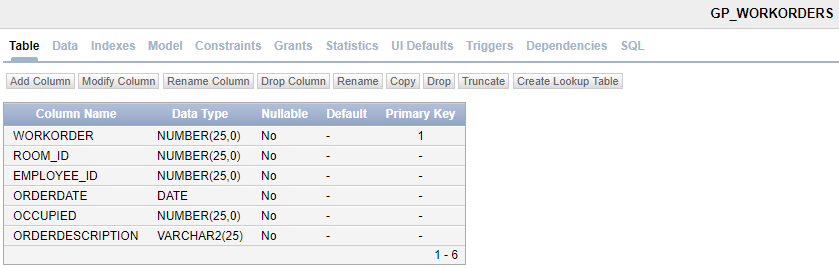 GP_WORKORDERS
Table Data Indexes Model Constraints Grants Statistics UI Defaults Triggers Dependencies SQL
Add Column Modify Column Rename Column Drop Column Rename Copy Drop Truncate Create Lookup Table
Column Name Data Type Nullable Default Primary Key
WORKORDER NUMBER(25,0) No - 1
ROOM_ID NUMBER(25,0) No - -
EMPLOYEE_ID NUMBER(25,0) No - -
ORDERDATE DATE No - -
OCCUPIED NUMBER(25,0) No - -
ORDERDESCRIPTION VARCHAR2(25) No - -
1 - 6